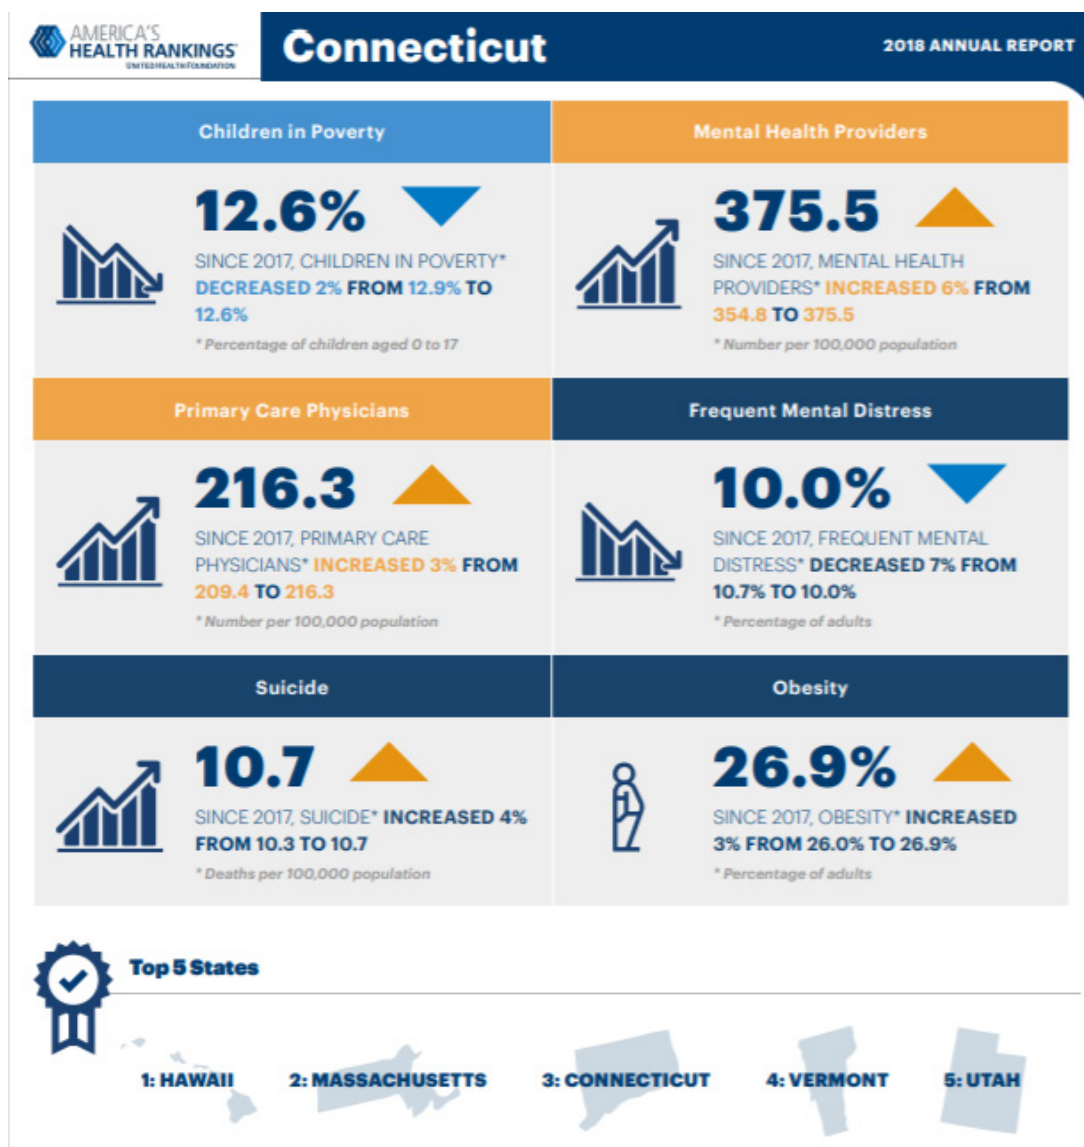 AMERICA'S
HEALTH RANKINGS®
UNITED HEALTH FOUNDATION
Connecticut
2018 ANNUAL REPORT
Children in Poverty
12.6%
SINCE 2017, CHILDREN IN POVERTY*
DECREASED 2% FROM 12.9% TO
12.6%
* Percentage of children aged 0 to 17
Mental Health Providers
375.5
SINCE 2017, MENTAL HEALTH
PROVIDERS* INCREASED 6% FROM
354.8 TO 375.5
* Number per 100,000 population
Primary Care Physicians
216.3
SINCE 2017, PRIMARY CARE
PHYSICIANS* INCREASED 3% FROM
209.4 TO 216.3
* Number per 100,000 population
Frequent Mental Distress
10.0%
SINCE 2017, FREQUENT MENTAL
DISTRESS* DECREASED 7% FROM
10.7% TO 10.0%
* Percentage of adults
Suicide
10.7
SINCE 2017, SUICIDE* INCREASED 4%
FROM 10.3 TO 10.7
* Deaths per 100,000 population
Obesity
26.9%
SINCE 2017, OBESITY* INCREASED
3% FROM 26.0% TO 26.9%
* Percentage of adults
Top 5 States
1: HAWAII
2: MASSACHUSETTS
3: CONNECTICUT
4: VERMONT
5: UTAH